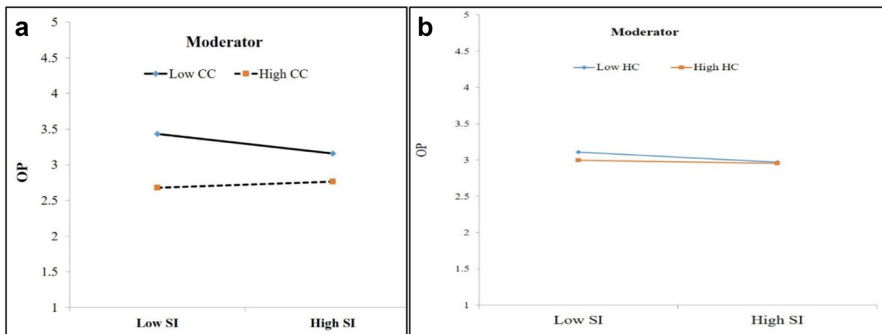 a
Moderator
Low CC High CC
5
4.5
4
3.5
3
2.5
2
1.5
1
OP
Low SI High SI
b
Moderator
Low HC High HC
5
4.5
4
3.5
3
2.5
2
1.5
1
OP
Low SI High SI